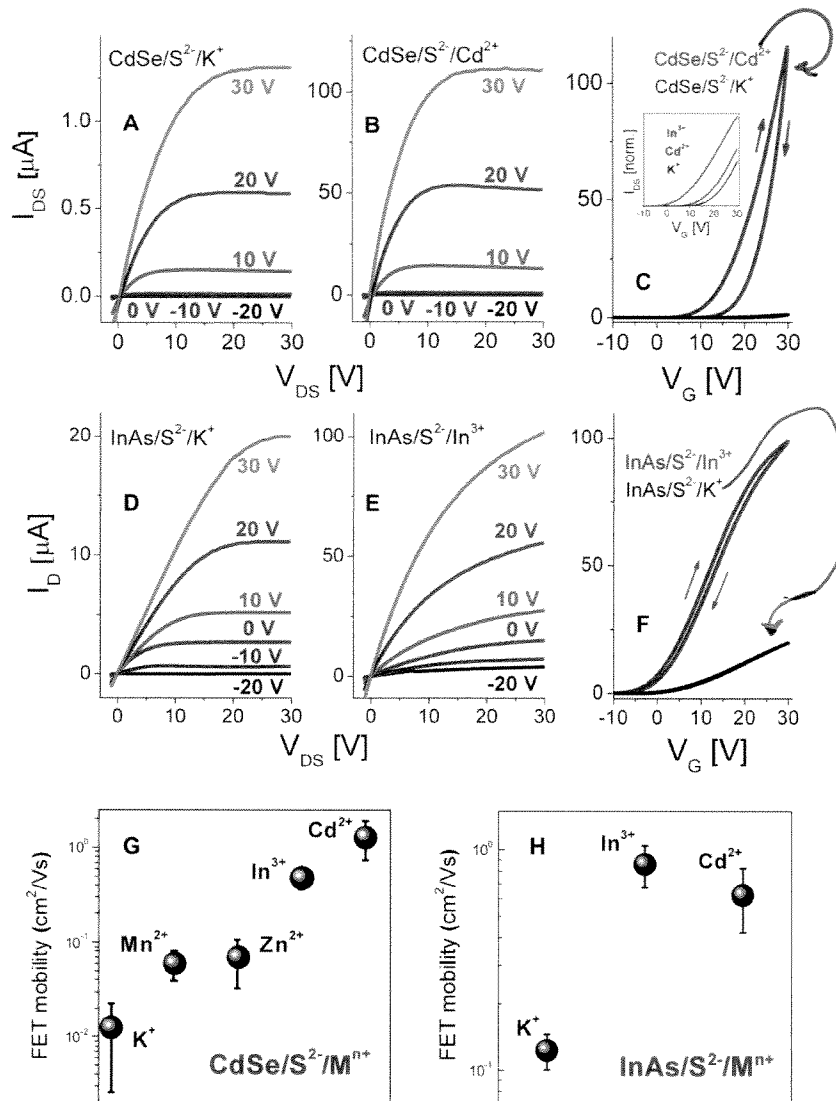 CdSe/S²⁻/K⁺
30 V
A
20 V
10 V
0 V -10 V -20 V
I_DS [µA]
1.0
0.5
0.0
0 10 20 30
CdSe/S²⁻/Cd²⁺
30 V
B
20 V
10 V
0 V -10 V -20 V
100
50
0
0 10 20 30
V_DS [V]
CdSe/S²⁻/Cd²⁺
CdSe/S²⁻/K⁺
In³⁺
Cd²⁺
K⁺
I_DS [norm.]
-10 0 10 20 30
V_G [V]
C
100
50
0
-10 0 10 20 30
V_G [V]
InAs/S²⁻/K⁺
30 V
D
20 V
10 V
0 V
-10 V
-20 V
I_D [µA]
20
10
0
0 10 20 30
InAs/S²⁻/In³⁺
30 V
E
20 V
10 V
0 V
-20 V
100
50
0
0 10 20 30
V_DS [V]
InAs/S²⁻/In³⁺
InAs/S²⁻/K⁺
F
100
50
0
-10 0 10 20 30
V_G [V]
G
Cd²⁺
In³⁺
Mn²⁺
Zn²⁺
K⁺
CdSe/S²⁻/Mⁿ⁺
FET mobility (cm²/Vs)
10⁰
10⁻¹
10⁻²
H
In³⁺
Cd²⁺
K⁺
InAs/S²⁻/Mⁿ⁺
FET mobility (cm²/Vs)
10⁰
10⁻¹